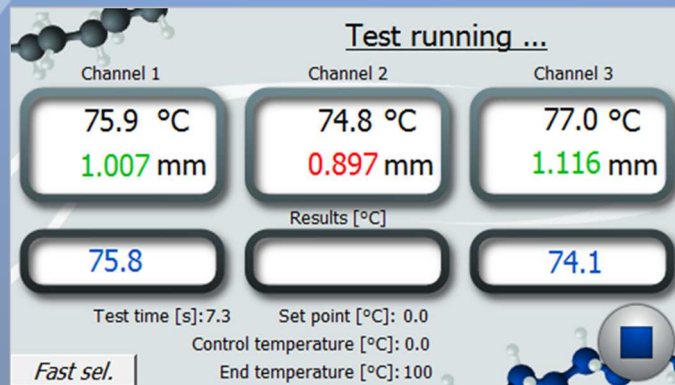 Test running ...
Channel 1 Channel 2 Channel 3
75.9 °C 74.8 °C 77.0 °C
1.007 mm 0.897 mm 1.116 mm
Results [°C]
75.8 74.1
Test time [s]: 7.3 Set point [°C]: 0.0
Control temperature [°C]: 0.0
Fast sel. End temperature [°C]: 100